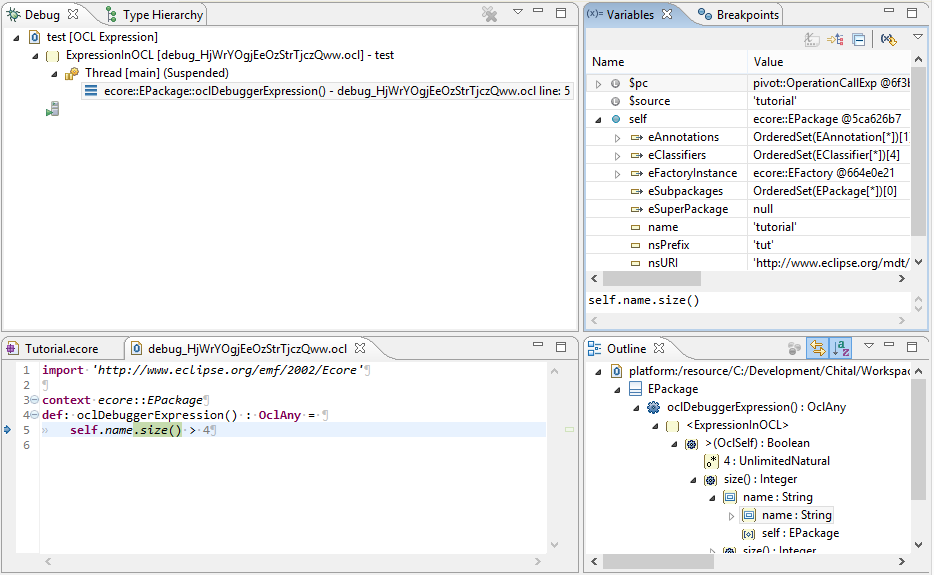 Debug
Type Hierarchy
test [OCL Expression]
ExpressionInOCL [debug_HjWrYOgjEeOzStrTjczQww.ocl] - test
Thread [main] (Suspended)
ecore::EPackage::oclDebuggerExpression() - debug_HjWrYOgjEeOzStrTjczQww.ocl line: 5
(x)= Variables
Breakpoints
Name Value
$pc pivot::OperationCallExp @6f3b
$source 'tutorial'
self ecore::EPackage @5ca626b7
eAnnotations OrderedSet(EAnnotation[*])[1
eClassifiers OrderedSet(EClassifier[*])[4]
eFactoryInstance ecore::EFactory @664e0e21
eSubpackages OrderedSet(EPackage[*])[0]
eSuperPackage null
name 'tutorial'
nsPrefix 'tut'
nsURI 'http://www.eclipse.org/mdt/
self.name.size()
Tutorial.ecore
debug_HjWrYOgjEeOzStrTjczQww.ocl
1 import 'http://www.eclipse.org/emf/2002/Ecore'¶
2 ¶
3 context ecore::EPackage¶
4 def: oclDebuggerExpression() : OclAny = ¶
5 » self.name.size() > 4¶
6
Outline
platform:/resource/C:/Development/Chital/Workspac
EPackage
oclDebuggerExpression() : OclAny
<ExpressionInOCL>
>(OclSelf) : Boolean
4 : UnlimitedNatural
size() : Integer
name : String
name : String
self : EPackage
size() : Integer